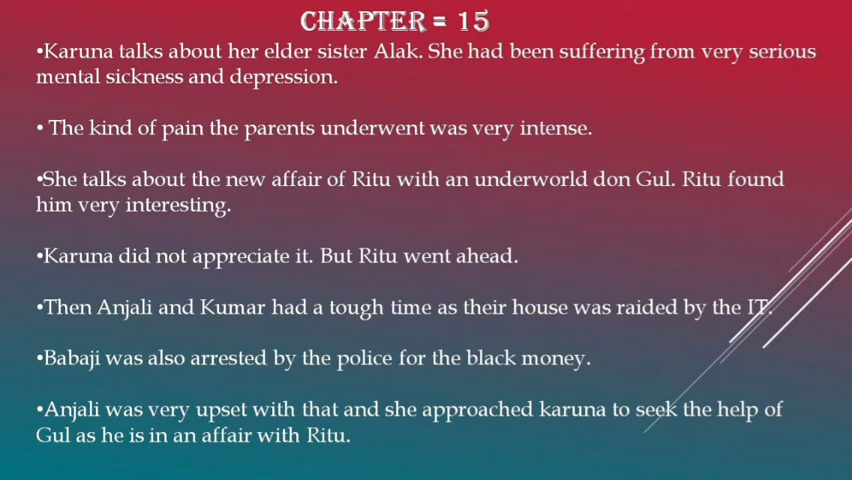 CHAPTER = 15
•Karuna talks about her elder sister Alak. She had been suffering from very serious
mental sickness and depression.
• The kind of pain the parents underwent was very intense.
•She talks about the new affair of Ritu with an underworld don Gul. Ritu found
him very interesting.
•Karuna did not appreciate it. But Ritu went ahead.
•Then Anjali and Kumar had a tough time as their house was raided by the IT.
•Babaji was also arrested by the police for the black money.
•Anjali was very upset with that and she approached karuna to seek the help of
Gul as he is in an affair with Ritu.